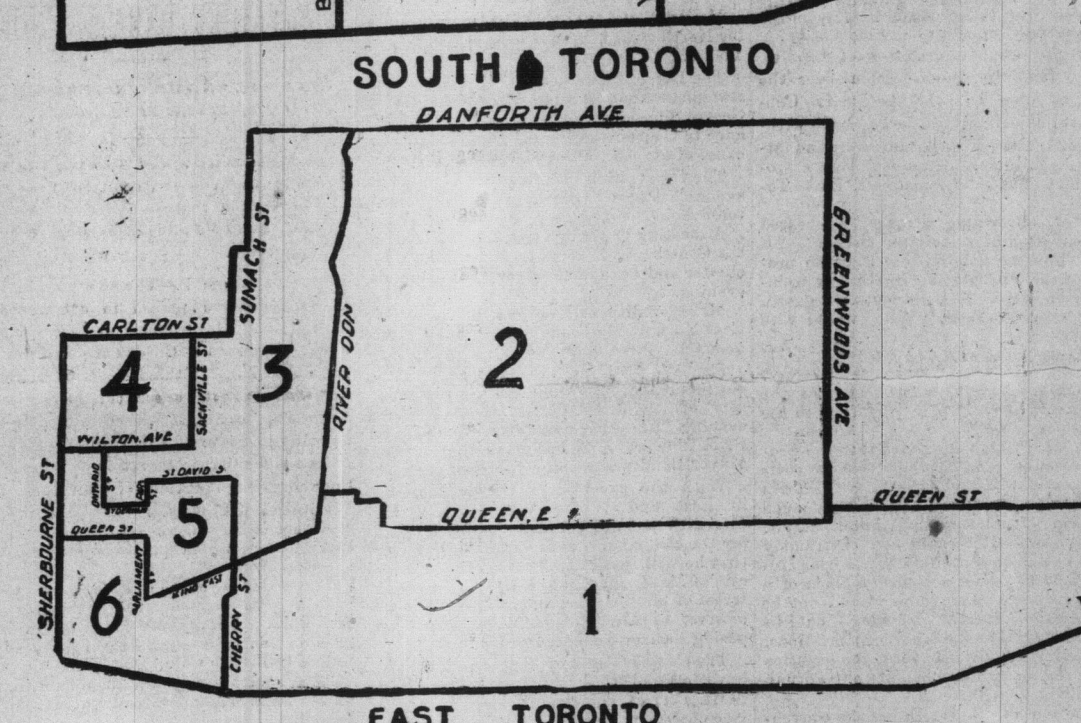 SOUTH TORONTO
DANFORTH AVE
SUMACH ST
GREENWOODS AVE
CARLTON ST
4
SACKVILLE ST
3
RIVER DON
2
WILTON. AVE
SHERBOURNE ST
ONTARIO ST
ST DAVID S
5
QUEEN ST
QUEEN, E
QUEEN ST
PARLIAMENT ST
KING EAST
6
CHERRY ST
1
EAST TORONTO